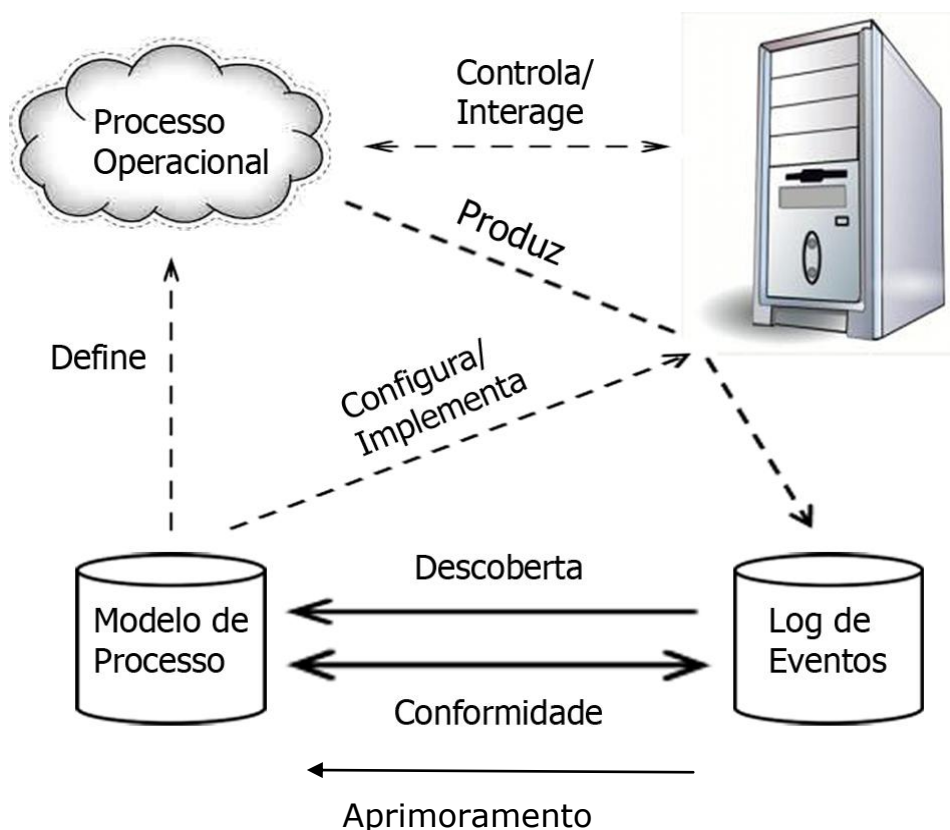 Processo
Operacional
Controla/
Interage
Produz
Define
Configura/
Implementa
Modelo de
Processo
Descoberta
Log de
Eventos
Conformidade
Aprimoramento